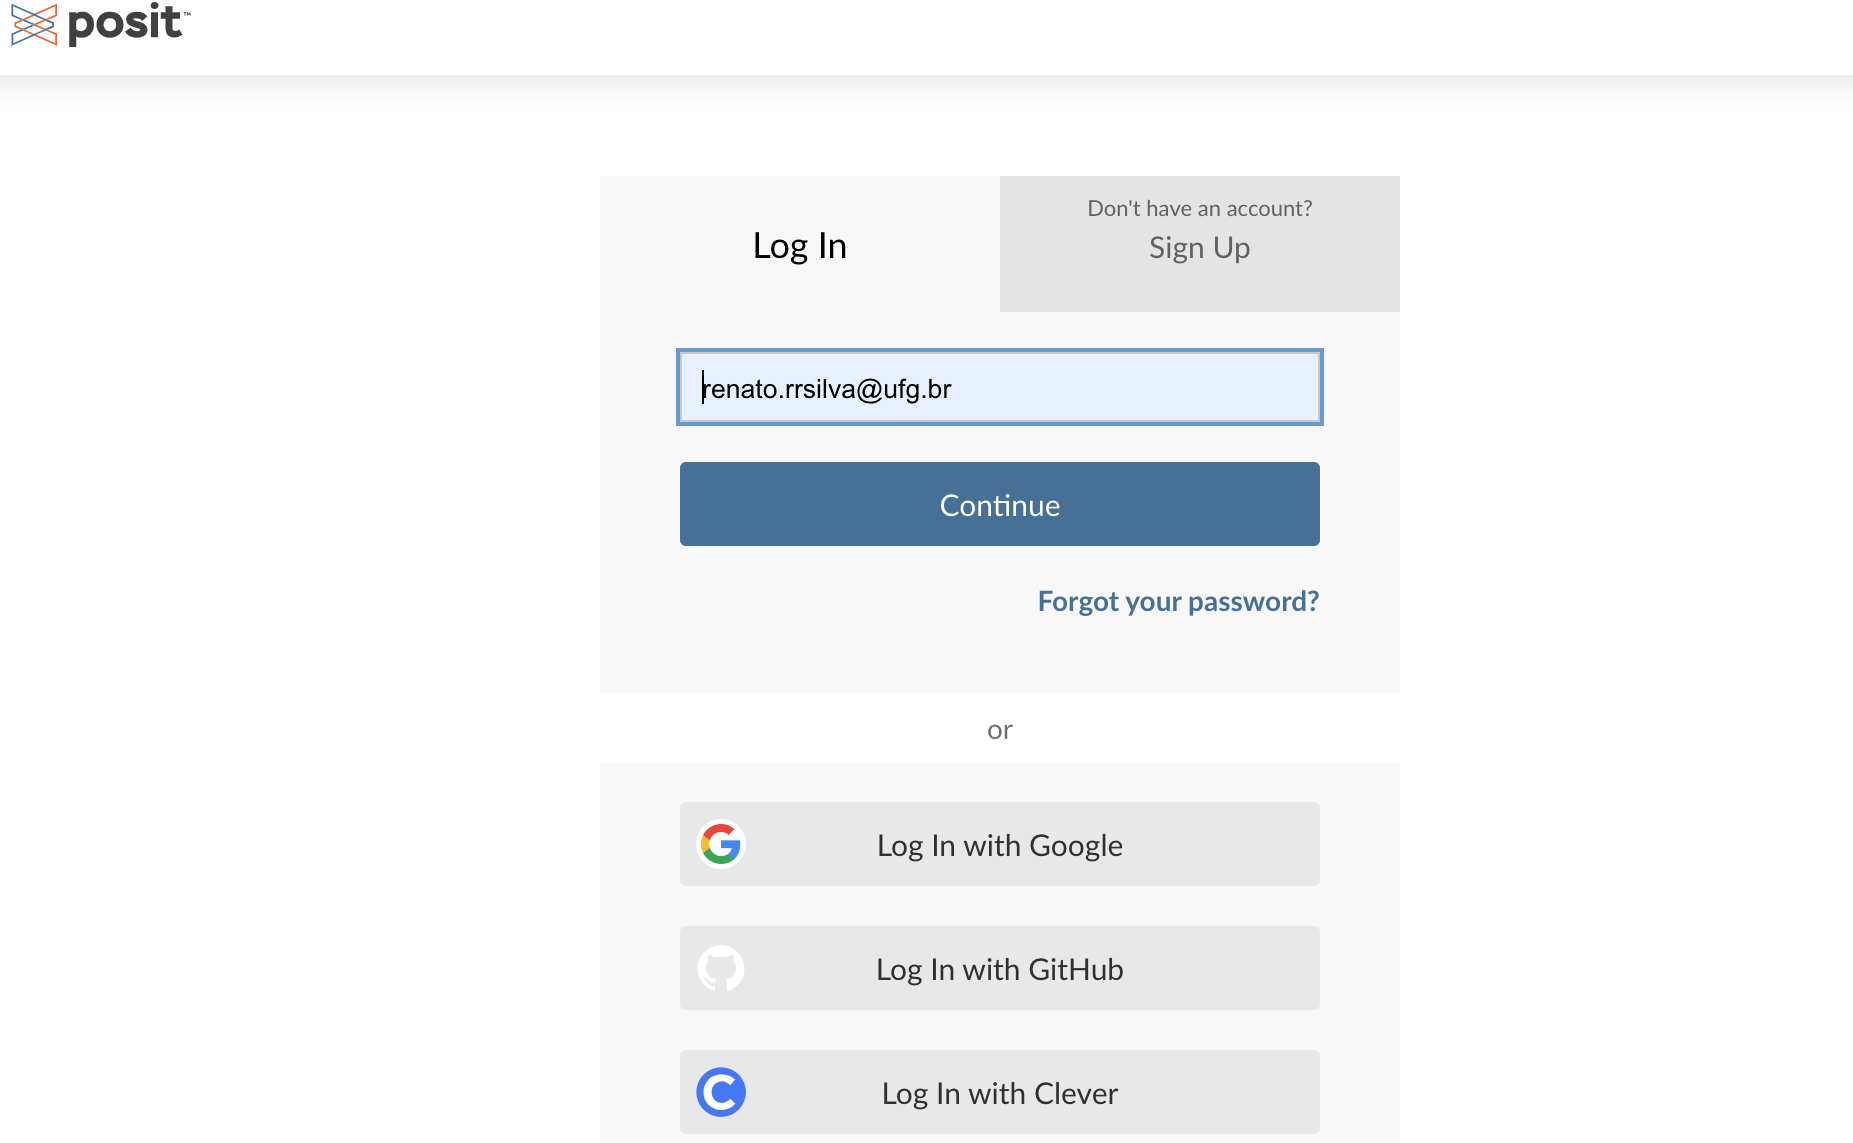 posit™
Log In
Don't have an account?
Sign Up
renato.rrsilva@ufg.br
Continue
Forgot your password?
or
Log In with Google
Log In with GitHub
Log In with Clever